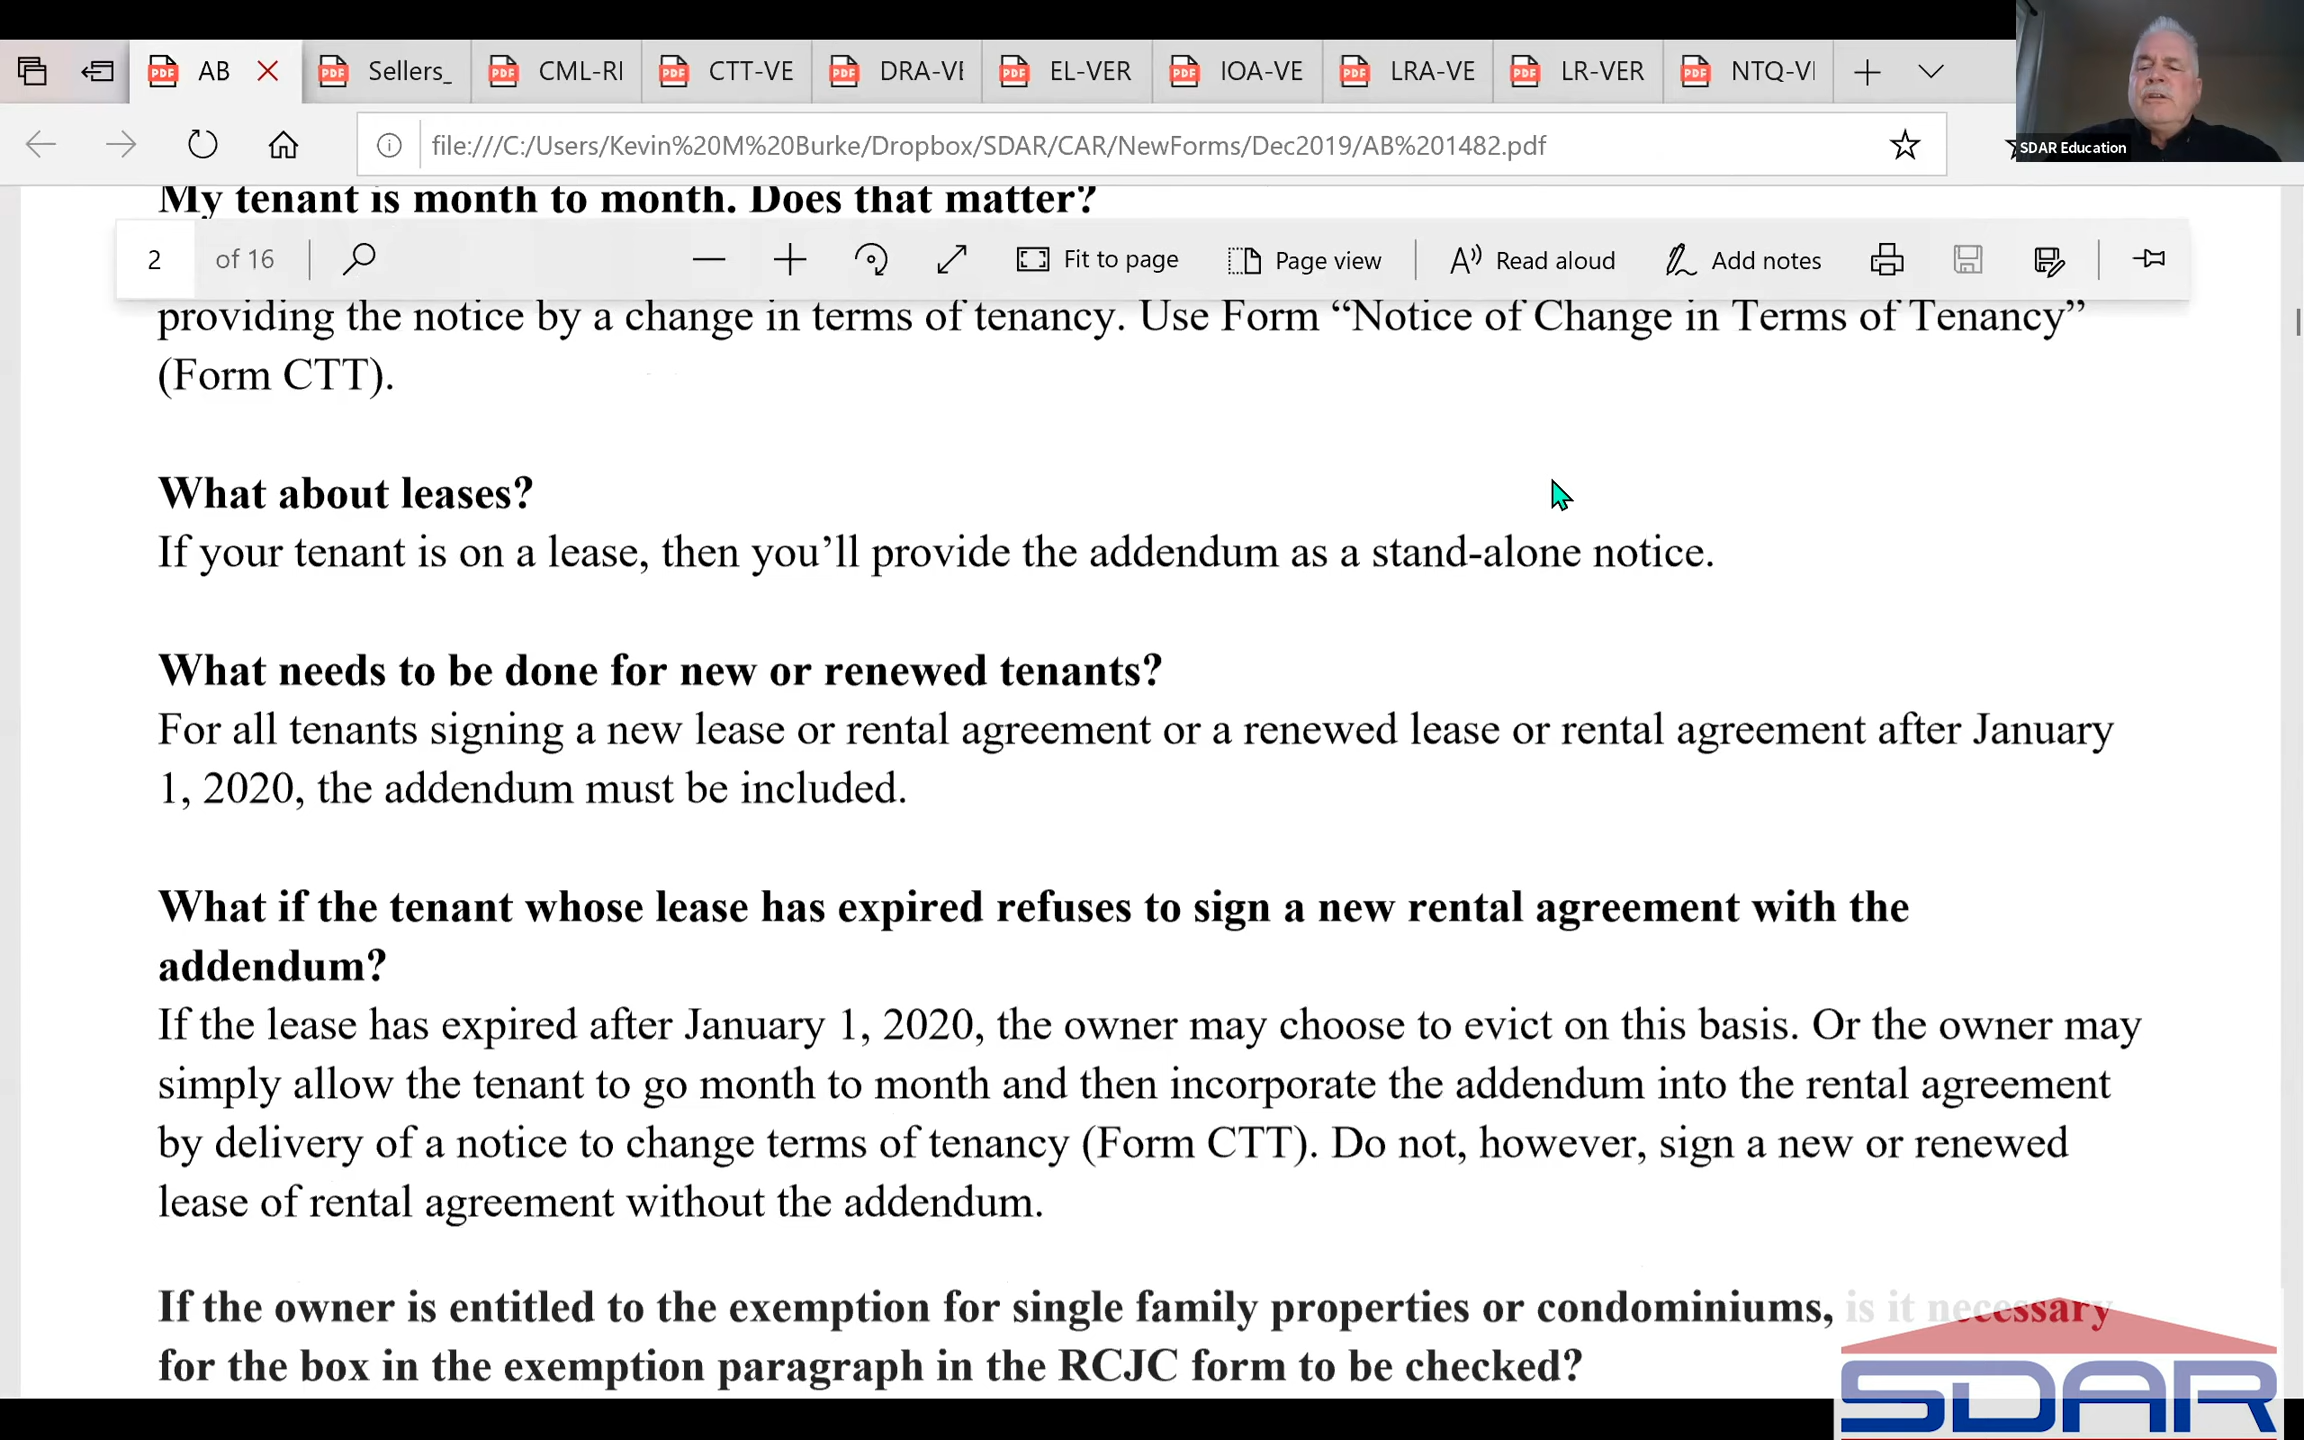 AB
Sellers_
CML-RI
CTT-VE
DRA-VE
EL-VER
IOA-VE
LRA-VE
LR-VER
NTQ-VI
file:///C:/Users/Kevin%20M%20Burke/Dropbox/SDAR/CAR/NewForms/Dec2019/AB%201482.pdf
SDAR Education
My tenant is month to month. Does that matter?
2 of 16
Fit to page
Page view
Read aloud
Add notes
providing the notice by a change in terms of tenancy. Use Form “Notice of Change in Terms of Tenancy”
(Form CTT).
What about leases?
If your tenant is on a lease, then you’ll provide the addendum as a stand-alone notice.
What needs to be done for new or renewed tenants?
For all tenants signing a new lease or rental agreement or a renewed lease or rental agreement after January
1, 2020, the addendum must be included.
What if the tenant whose lease has expired refuses to sign a new rental agreement with the
addendum?
If the lease has expired after January 1, 2020, the owner may choose to evict on this basis. Or the owner may
simply allow the tenant to go month to month and then incorporate the addendum into the rental agreement
by delivery of a notice to change terms of tenancy (Form CTT). Do not, however, sign a new or renewed
lease of rental agreement without the addendum.
If the owner is entitled to the exemption for single family properties or condominiums, is it necessary
for the box in the exemption paragraph in the RCJC form to be checked?
SDAR